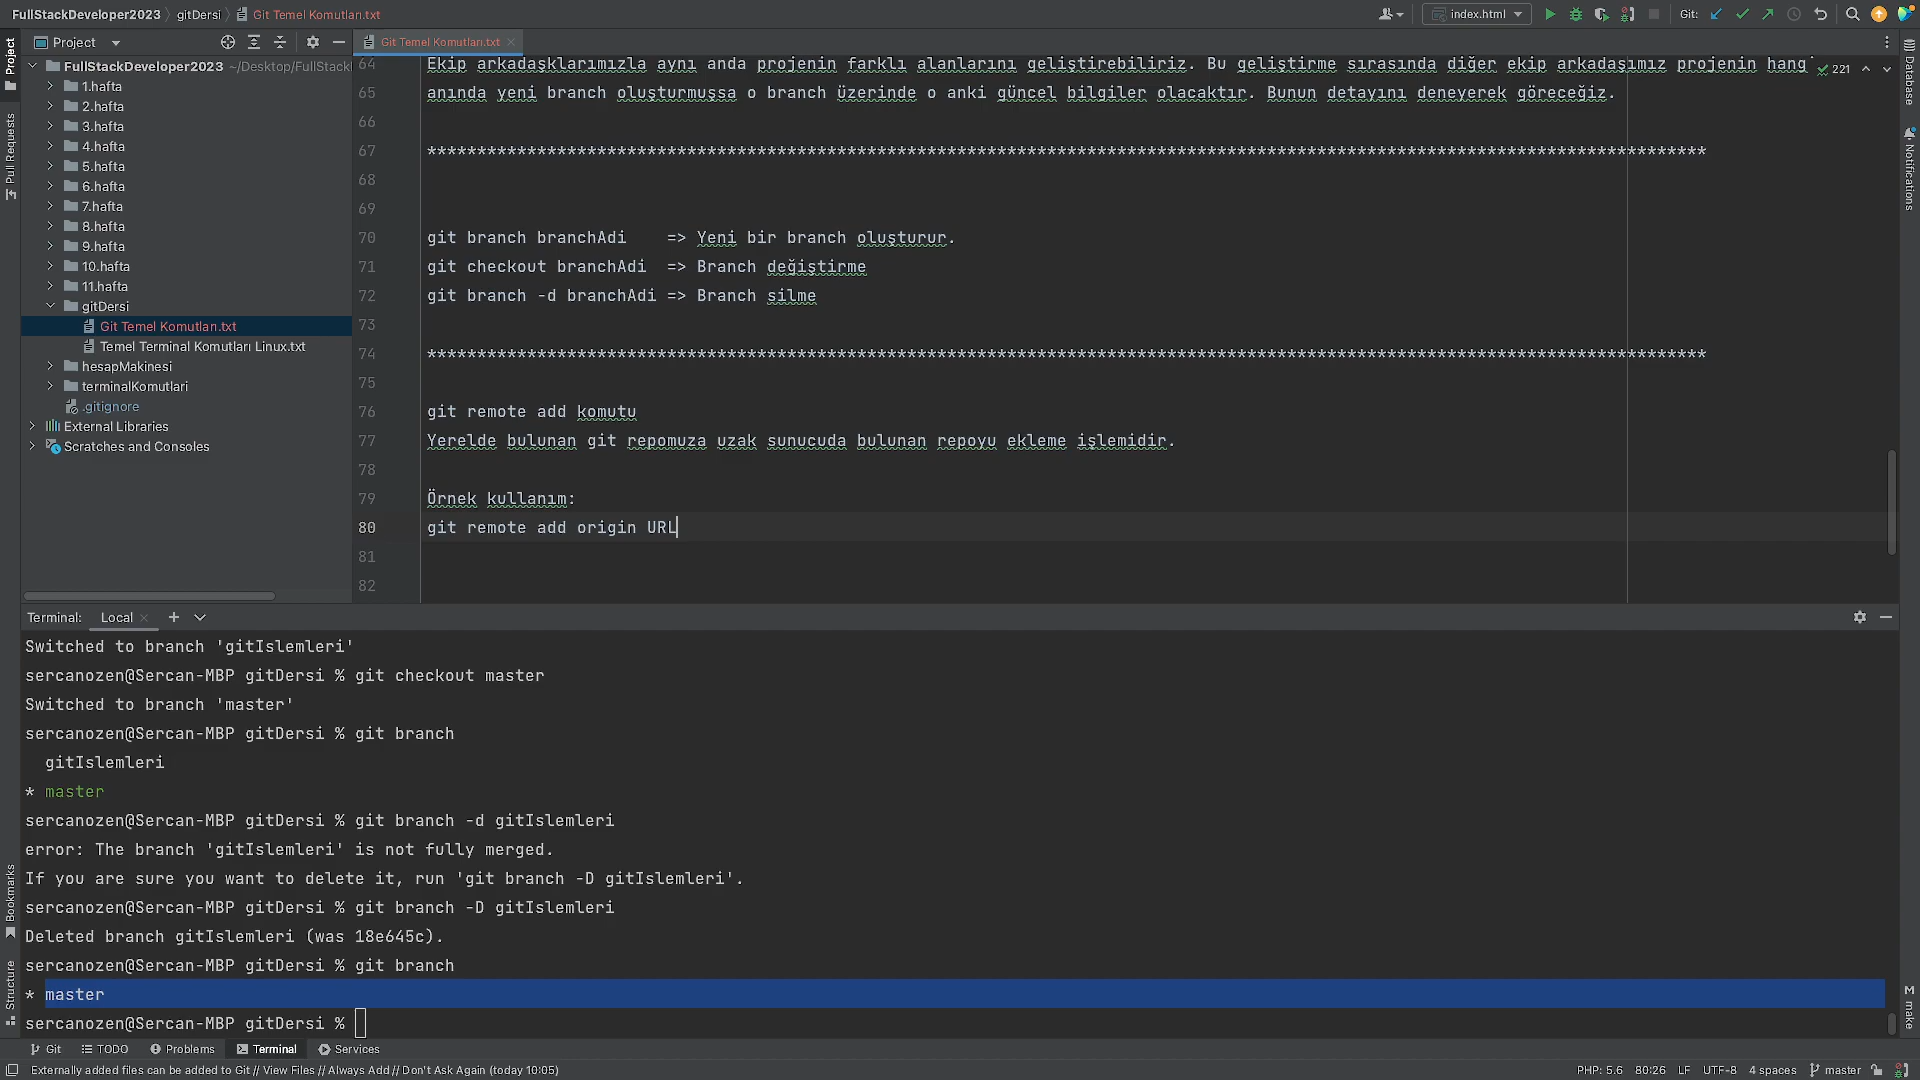 FullStackDeveloper2023 gitDersi Git Temel Komutları.txt
index.html
Git:
Project
Git Temel Komutları.txt
FullStackDeveloper2023 ~/Desktop/FullStack
1.hafta
2.hafta
3.hafta
4.hafta
5.hafta
6.hafta
7.hafta
8.hafta
9.hafta
10.hafta
11.hafta
gitDersi
Git Temel Komutları.txt
Temel Terminal Komutları Linux.txt
hesapMakinesi
terminalKomutlari
.gitignore
External Libraries
Scratches and Consoles
Project
Pull Requests
Bookmarks
Structure
221
64 Ekip arkadaşklarımızla aynı anda projenin farklı alanlarını geliştirebiliriz. Bu geliştirme sırasında diğer ekip arkadaşımız projenin hang
65 anında yeni branch oluşturmuşsa o branch üzerinde o anki güncel bilgiler olacaktır. Bunun detayını deneyerek göreceğiz.
66
67 ********************************************************************************************************************************
68
69
70 git branch branchAdi    => Yeni bir branch oluşturur.
71 git checkout branchAdi  => Branch değiştirme
72 git branch -d branchAdi => Branch silme
73
74 ********************************************************************************************************************************
75
76 git remote add komutu
77 Yerelde bulunan git repomuza uzak sunucuda bulunan repoyu ekleme işlemidir.
78
79 Örnek kullanım:
80 git remote add origin URL
81
82
Database
Notifications
M make
Terminal: Local
Switched to branch 'gitIslemleri'
sercanozen@Sercan-MBP gitDersi % git checkout master
Switched to branch 'master'
sercanozen@Sercan-MBP gitDersi % git branch
gitIslemleri
* master
sercanozen@Sercan-MBP gitDersi % git branch -d gitIslemleri
error: The branch 'gitIslemleri' is not fully merged.
If you are sure you want to delete it, run 'git branch -D gitIslemleri'.
sercanozen@Sercan-MBP gitDersi % git branch -D gitIslemleri
Deleted branch gitIslemleri (was 18e645c).
sercanozen@Sercan-MBP gitDersi % git branch
* master
sercanozen@Sercan-MBP gitDersi %
Git TODO Problems Terminal Services
Externally added files can be added to Git // View Files // Always Add // Don't Ask Again (today 10:05)
PHP: 5.6 80:26 LF UTF-8 4 spaces master